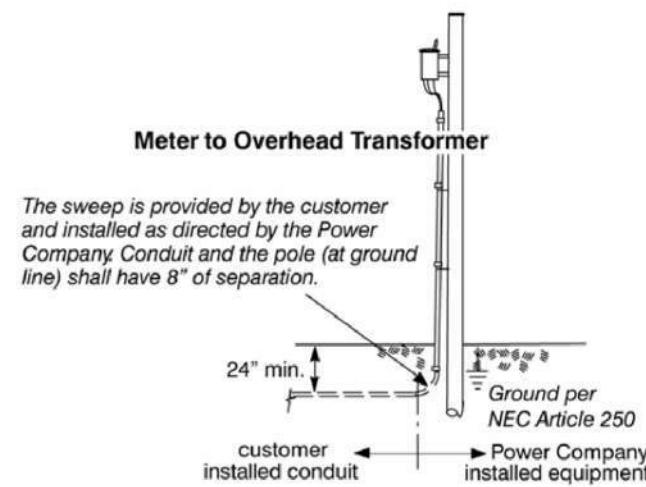 Meter to Overhead Transformer
The sweep is provided by the customer
and installed as directed by the Power
Company. Conduit and the pole (at ground
line) shall have 8” of separation.
24” min.
Ground per
NEC Article 250
customer
installed conduit
Power Company
installed equipment